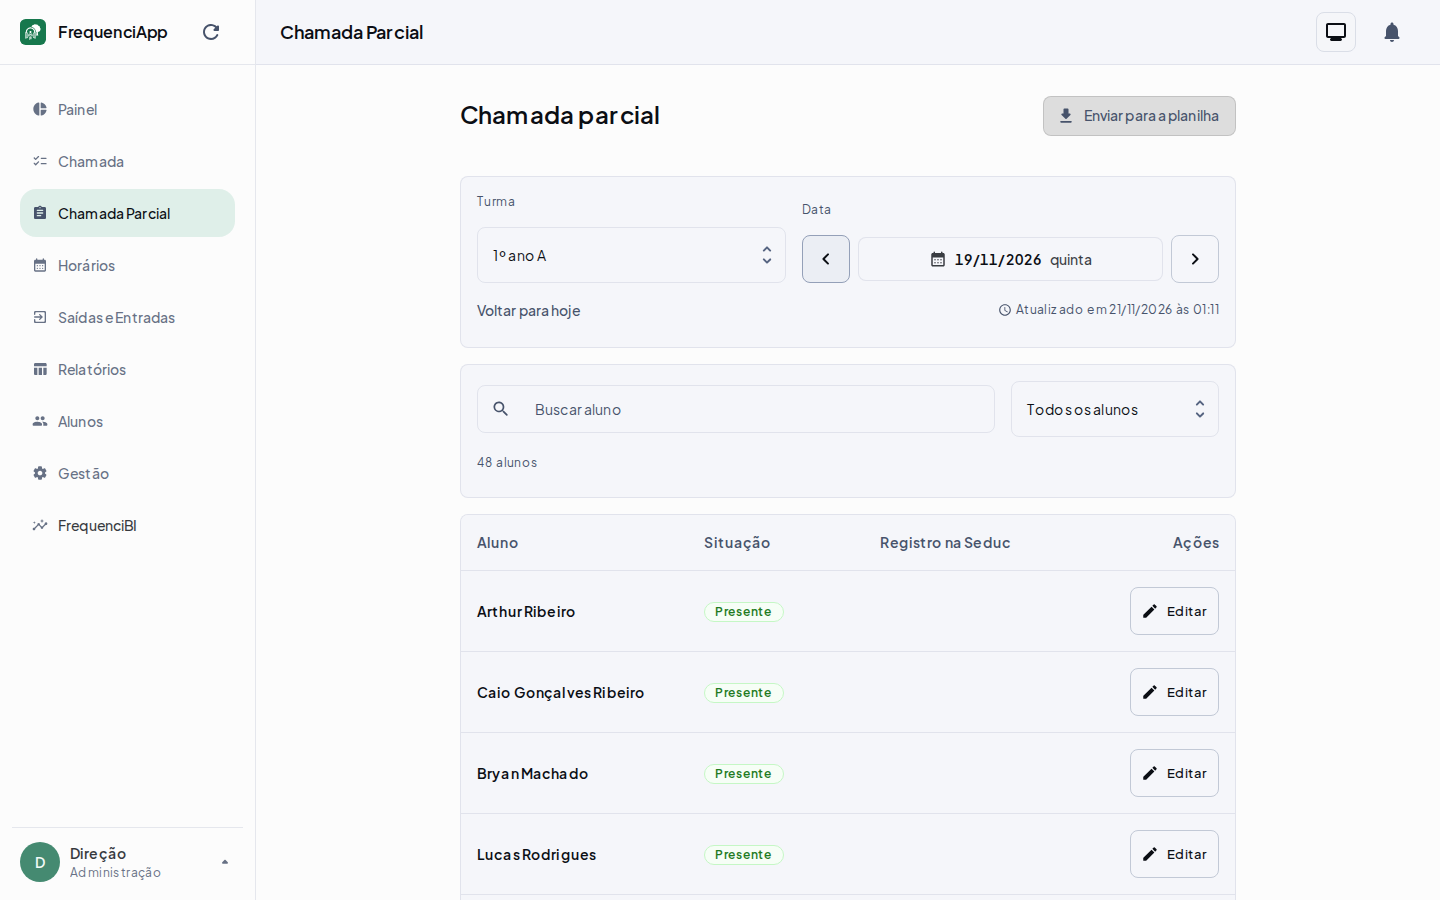 FrequenciApp
Chamada Parcial
Painel
Chamada
Chamada Parcial
Horários
Saídas e Entradas
Relatórios
Alunos
Gestão
FrequenciBI
D
Direção
Administração
Chamada parcial
Enviar para a planilha
Turma
Data
1º ano A
19/11/2026 quinta
Voltar para hoje
Atualizado em 21/11/2026 às 01:11
Buscar aluno
Todos os alunos
48 alunos
Aluno Situação Registro na Seduc Ações
Arthur Ribeiro Presente Editar
Caio Gonçalves Ribeiro Presente Editar
Bryan Machado Presente Editar
Lucas Rodrigues Presente Editar